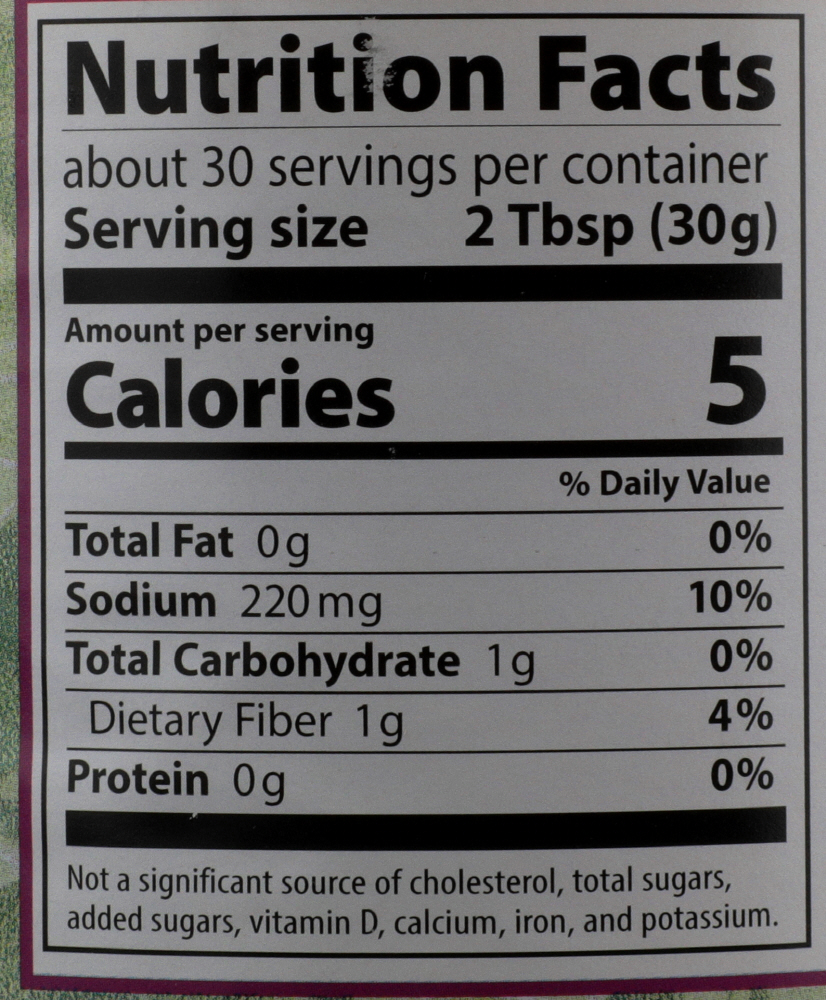 Nutrition Facts
about 30 servings per container
Serving size 2 Tbsp (30g)
Amount per serving
Calories 5
% Daily Value
Total Fat 0g 0%
Sodium 220mg 10%
Total Carbohydrate 1g 0%
Dietary Fiber 1g 4%
Protein 0g 0%
Not a significant source of cholesterol, total sugars,
added sugars, vitamin D, calcium, iron, and potassium.